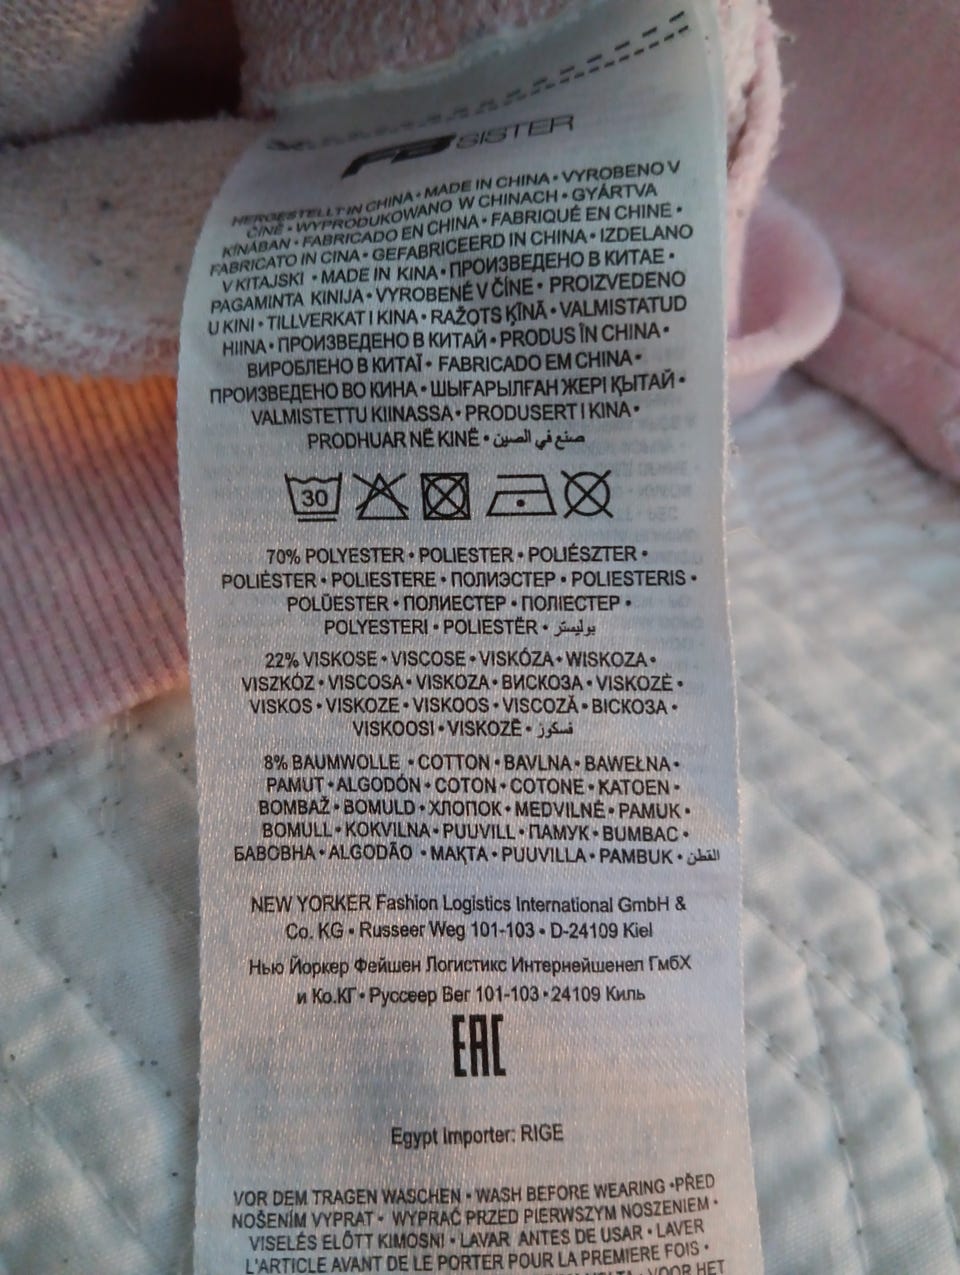 FB SISTER
HERGESTELLT IN CHINA • MADE IN CHINA • VYROBENO V
ČÍNĚ • WYPRODUKOWANO W CHINACH • GYÁRTVA
KÍNÁBAN • FABRICADO EN CHINA • FABRIQUÉ EN CHINE •
FABRICATO IN CINA • GEFABRICEERD IN CHINA • IZDELANO
V KITAJSKI • MADE IN KINA • ПРОИЗВЕДЕНО В КИТАЕ •
PAGAMINTA KINIJA • VYROBENÉ V ČÍNE • PROIZVEDENO
U KINI • TILLVERKAT I KINA • RAŽOTS ĶĪNĀ • VALMISTATUD
HIINA • ПРОИЗВЕДЕНО В КИТАЙ • PRODUS ÎN CHINA •
ВИРОБЛЕНО В КИТАЇ • FABRICADO EM CHINA •
ПРОИЗВЕДЕНО ВО КИНА • ШЫҒАРЫЛҒАН ЖЕРІ ҚЫТАЙ •
VALMISTETTU KIINASSA • PRODUSERT I KINA •
PRODHUAR NË KINË • صنع في الصين
30
70% POLYESTER • POLIESTER • POLIÉSZTER •
POLIÉSTER • POLIESTERE • ПОЛИЭСТЕР • POLIESTERIS •
POLÜESTER • ПОЛИЕСТЕР • ПОЛІЕСТЕР •
POLYESTERI • POLIESTËR • بوليستر
22% VISKOSE • VISCOSE • VISKÓZA • WISKOZA •
VISZKÓZ • VISCOSA • VISKOZA • ВИСКОЗА • VISKOZĖ •
VISKOS • VISKOZE • VISKOOS • VISCOZĂ • ВІСКОЗА •
VISKOOSI • VISKOZË • فسكوز
8% BAUMWOLLE • COTTON • BAVLNA • BAWEŁNA •
PAMUT • ALGODÓN • COTON • COTONE • KATOEN •
BOMBAŽ • BOMULD • ХЛОПОК • MEDVILNĖ • PAMUK •
BOMULL • KOKVILNA • PUUVILL • ПАМУК • BUMBAC •
БАВОВНА • ALGODÃO • МАҚТА • PUUVILLA • PAMBUK • القطن
NEW YORKER Fashion Logistics International GmbH &
Co. KG • Russeer Weg 101-103 • D-24109 Kiel
Нью Йоркер Фейшен Логистикс Интернейшенел ГмбХ
и Ко.КГ • Руссеер Вег 101-103 • 24109 Киль
EAC
Egypt Importer: RIGE
VOR DEM TRAGEN WASCHEN • WASH BEFORE WEARING • PŘED
NOŠENÍM VYPRAT • WYPRAĆ PRZED PIERWSZYM NOSZENIEM •
VISELÉS ELŐTT KIMOSNI • LAVAR ANTES DE USAR • LAVER
L'ARTICLE AVANT DE LE PORTER POUR LA PREMIERE FOIS •
VOOR HET